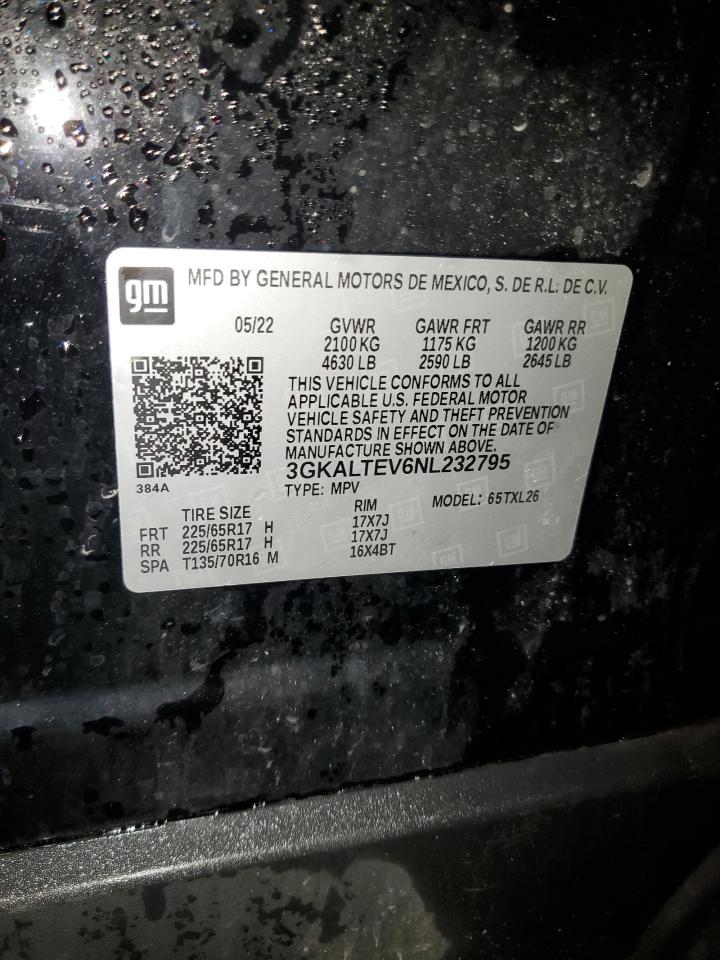 gm
MFD BY GENERAL MOTORS DE MEXICO, S. DE R.L: DE C.V.
05/22 GVWR GAWR FRT GAWR RR
2100 KG 1175 KG 1200 KG
4630 LB 2590 LB 2645 LB
THIS VEHICLE CONFORMS TO ALL
APPLICABLE U.S. FEDERAL MOTOR
VEHICLE SAFETY AND THEFT PREVENTION
STANDARDS IN EFFECT ON THE DATE OF
MANUFACTURE SHOWN ABOVE.
3GKALTEV6NL232795
384A
TYPE: MPV MODEL: 65TXL26
TIRE SIZE RIM
FRT 225/65R17 H 17X7J
RR 225/65R17 H 17X7J
SPA T135/70R16 M 16X4BT